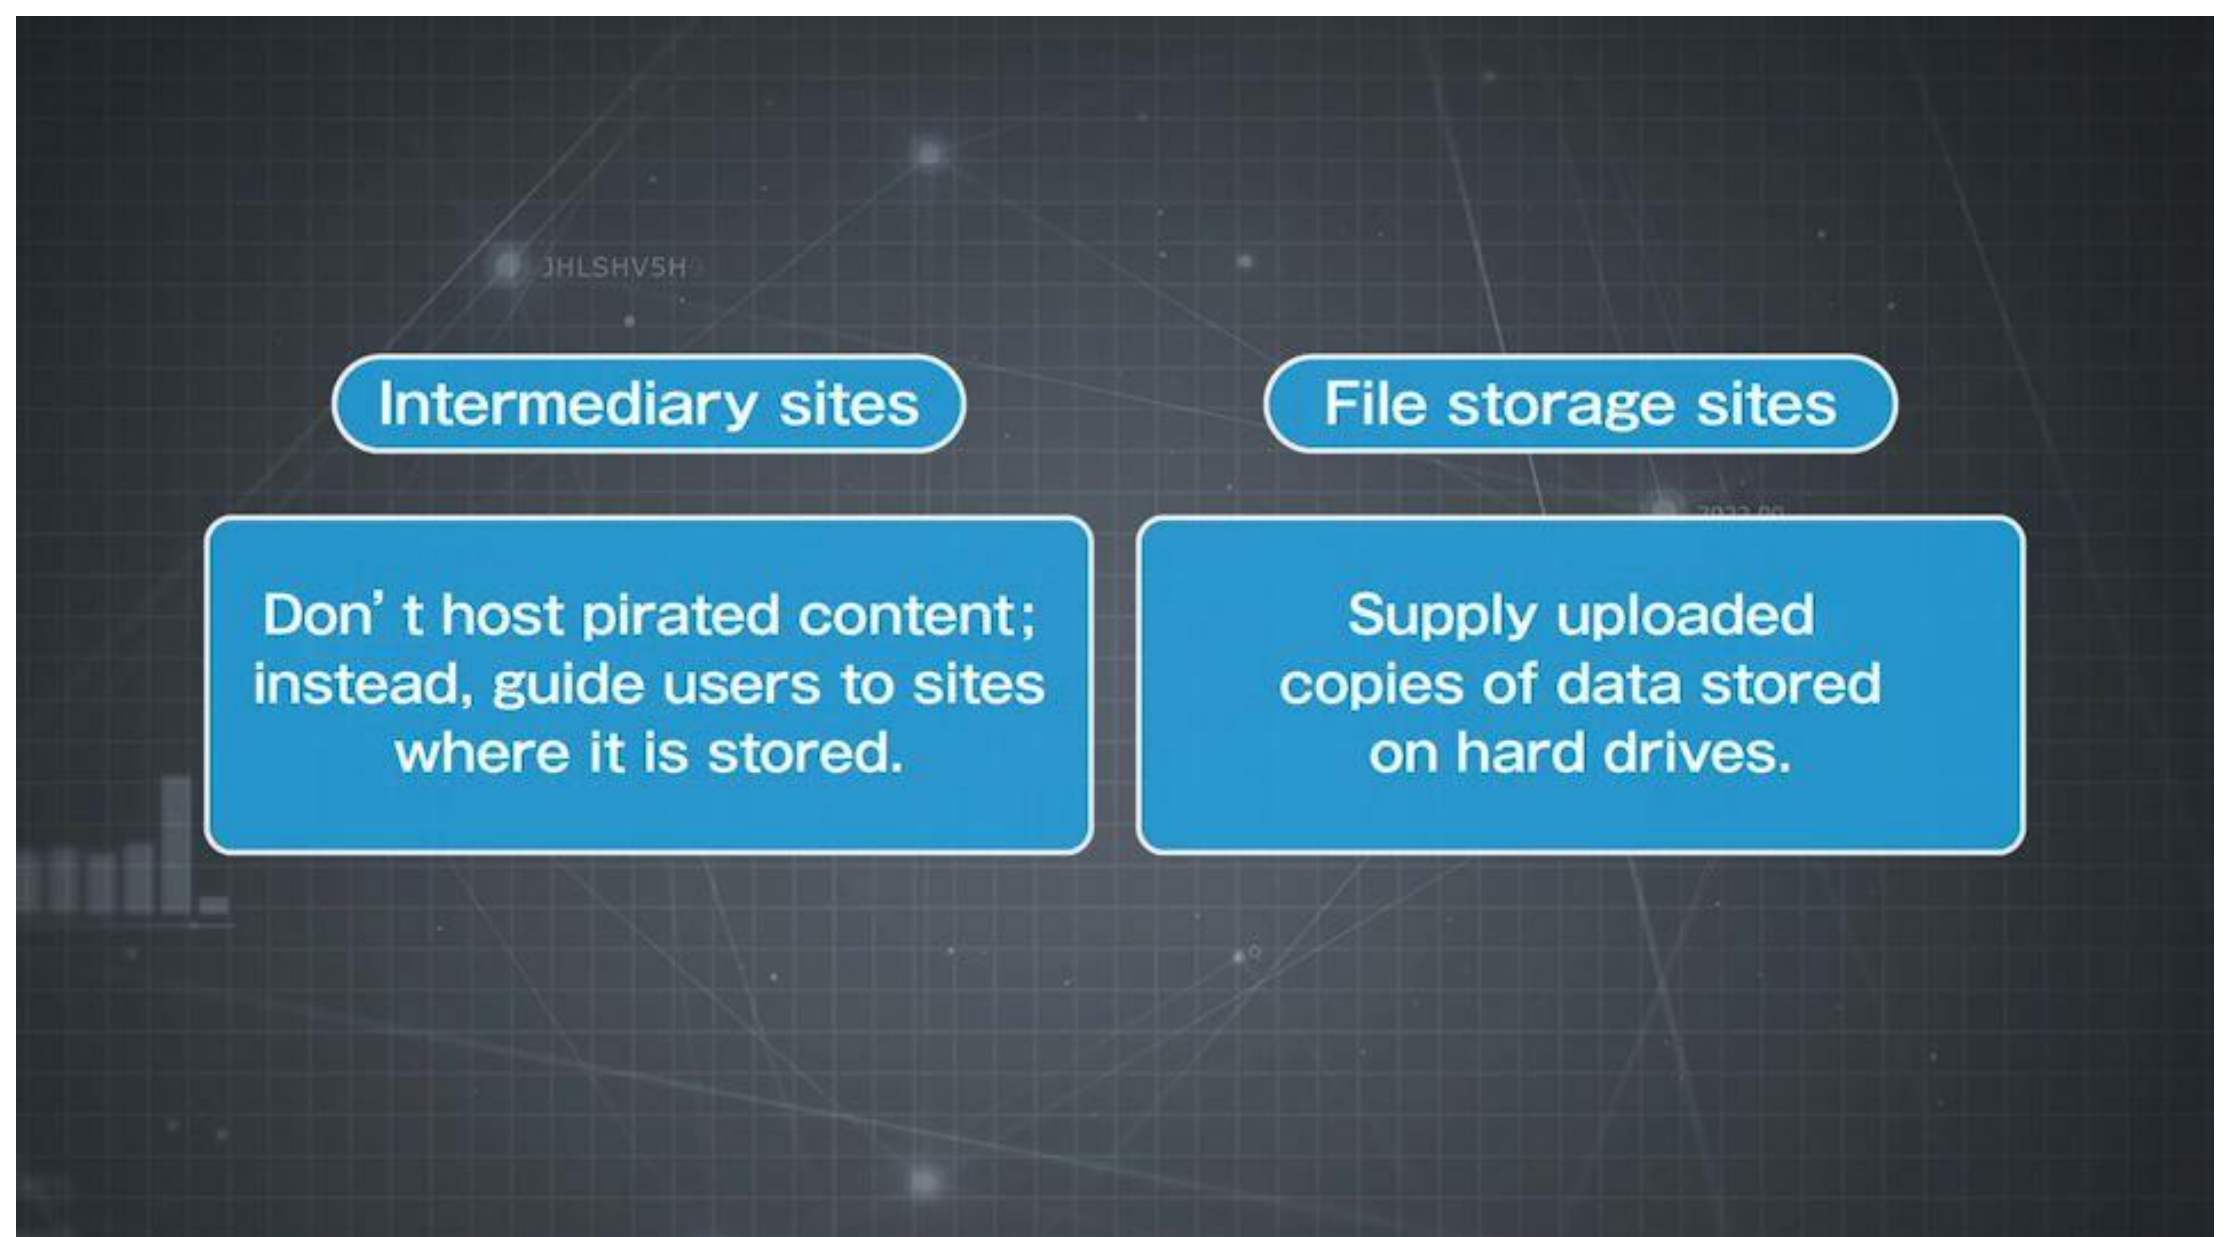 JHLSHV5H
Intermediary sites
File storage sites
Don't host pirated content;
instead, guide users to sites
where it is stored.
Supply uploaded
copies of data stored
on hard drives.